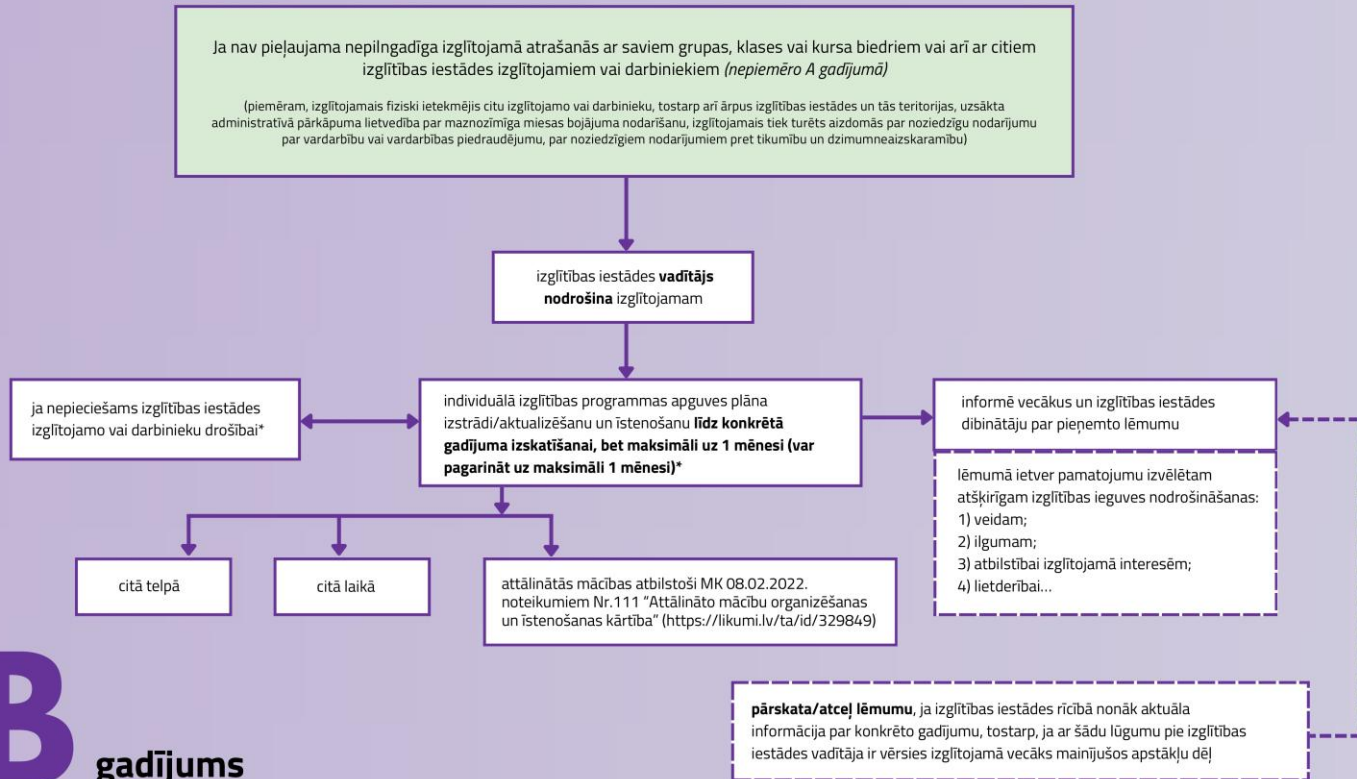 Ja nav pieļaujama nepilngadīga izglītojamā atrašanās ar saviem grupas, klases vai kursa biedriem vai arī ar citiem
izglītības iestādes izglītojamiem vai darbiniekiem (nepiemēro A gadījumā)
(piemēram, izglītojamais fiziski ietekmējis citu izglītojamo vai darbinieku, tostarp arī ārpus izglītības iestādes un tās teritorijas, uzsākta
administratīvā pārkāpuma lietvedība par maznozīmīga miesas bojājuma nodarīšanu, izglītojamais tiek turēts aizdomās par noziedzīgu nodarījumu
par vardarbību vai vardarbības piedraudējumu, par noziedzīgiem nodarījumiem pret tikumību un dzimumneaizskaramību)
izglītības iestādes vadītājs
nodrošina izglītojamam
ja nepieciešams izglītības iestādes
izglītojamo vai darbinieku drošībai*
individuālā izglītības programmas apguves plāna
izstrādi/aktualizēšanu un īstenošanu līdz konkrētā
gadījuma izskatīšanai, bet maksimāli uz 1 mēnesi (var
pagarināt uz maksimāli 1 mēnesi)*
informē vecākus un izglītības iestādes
dibinātāju par pieņemto lēmumu
lēmumā ietver pamatojumu izvēlētam
atšķirīgam izglītības ieguves nodrošināšanas:
1) veidam;
2) ilgumam;
3) atbilstībai izglītojamā interesēm;
4) lietderībai...
citā telpā
citā laikā
attālinātās mācības atbilstoši MK 08.02.2022.
noteikumiem Nr.111 "Attālināto mācību organizēšanas
un īstenošanas kārtība" (https://likumi.lv/ta/id/329849)
pārskata/atceļ lēmumu, ja izglītības iestādes rīcībā nonāk aktuāla
informācija par konkrēto gadījumu, tostarp, ja ar šādu lūgumu pie izglītības
iestādes vadītāja ir vērsies izglītojamā vecāks mainījušos apstākļu dēļ
B gadījums